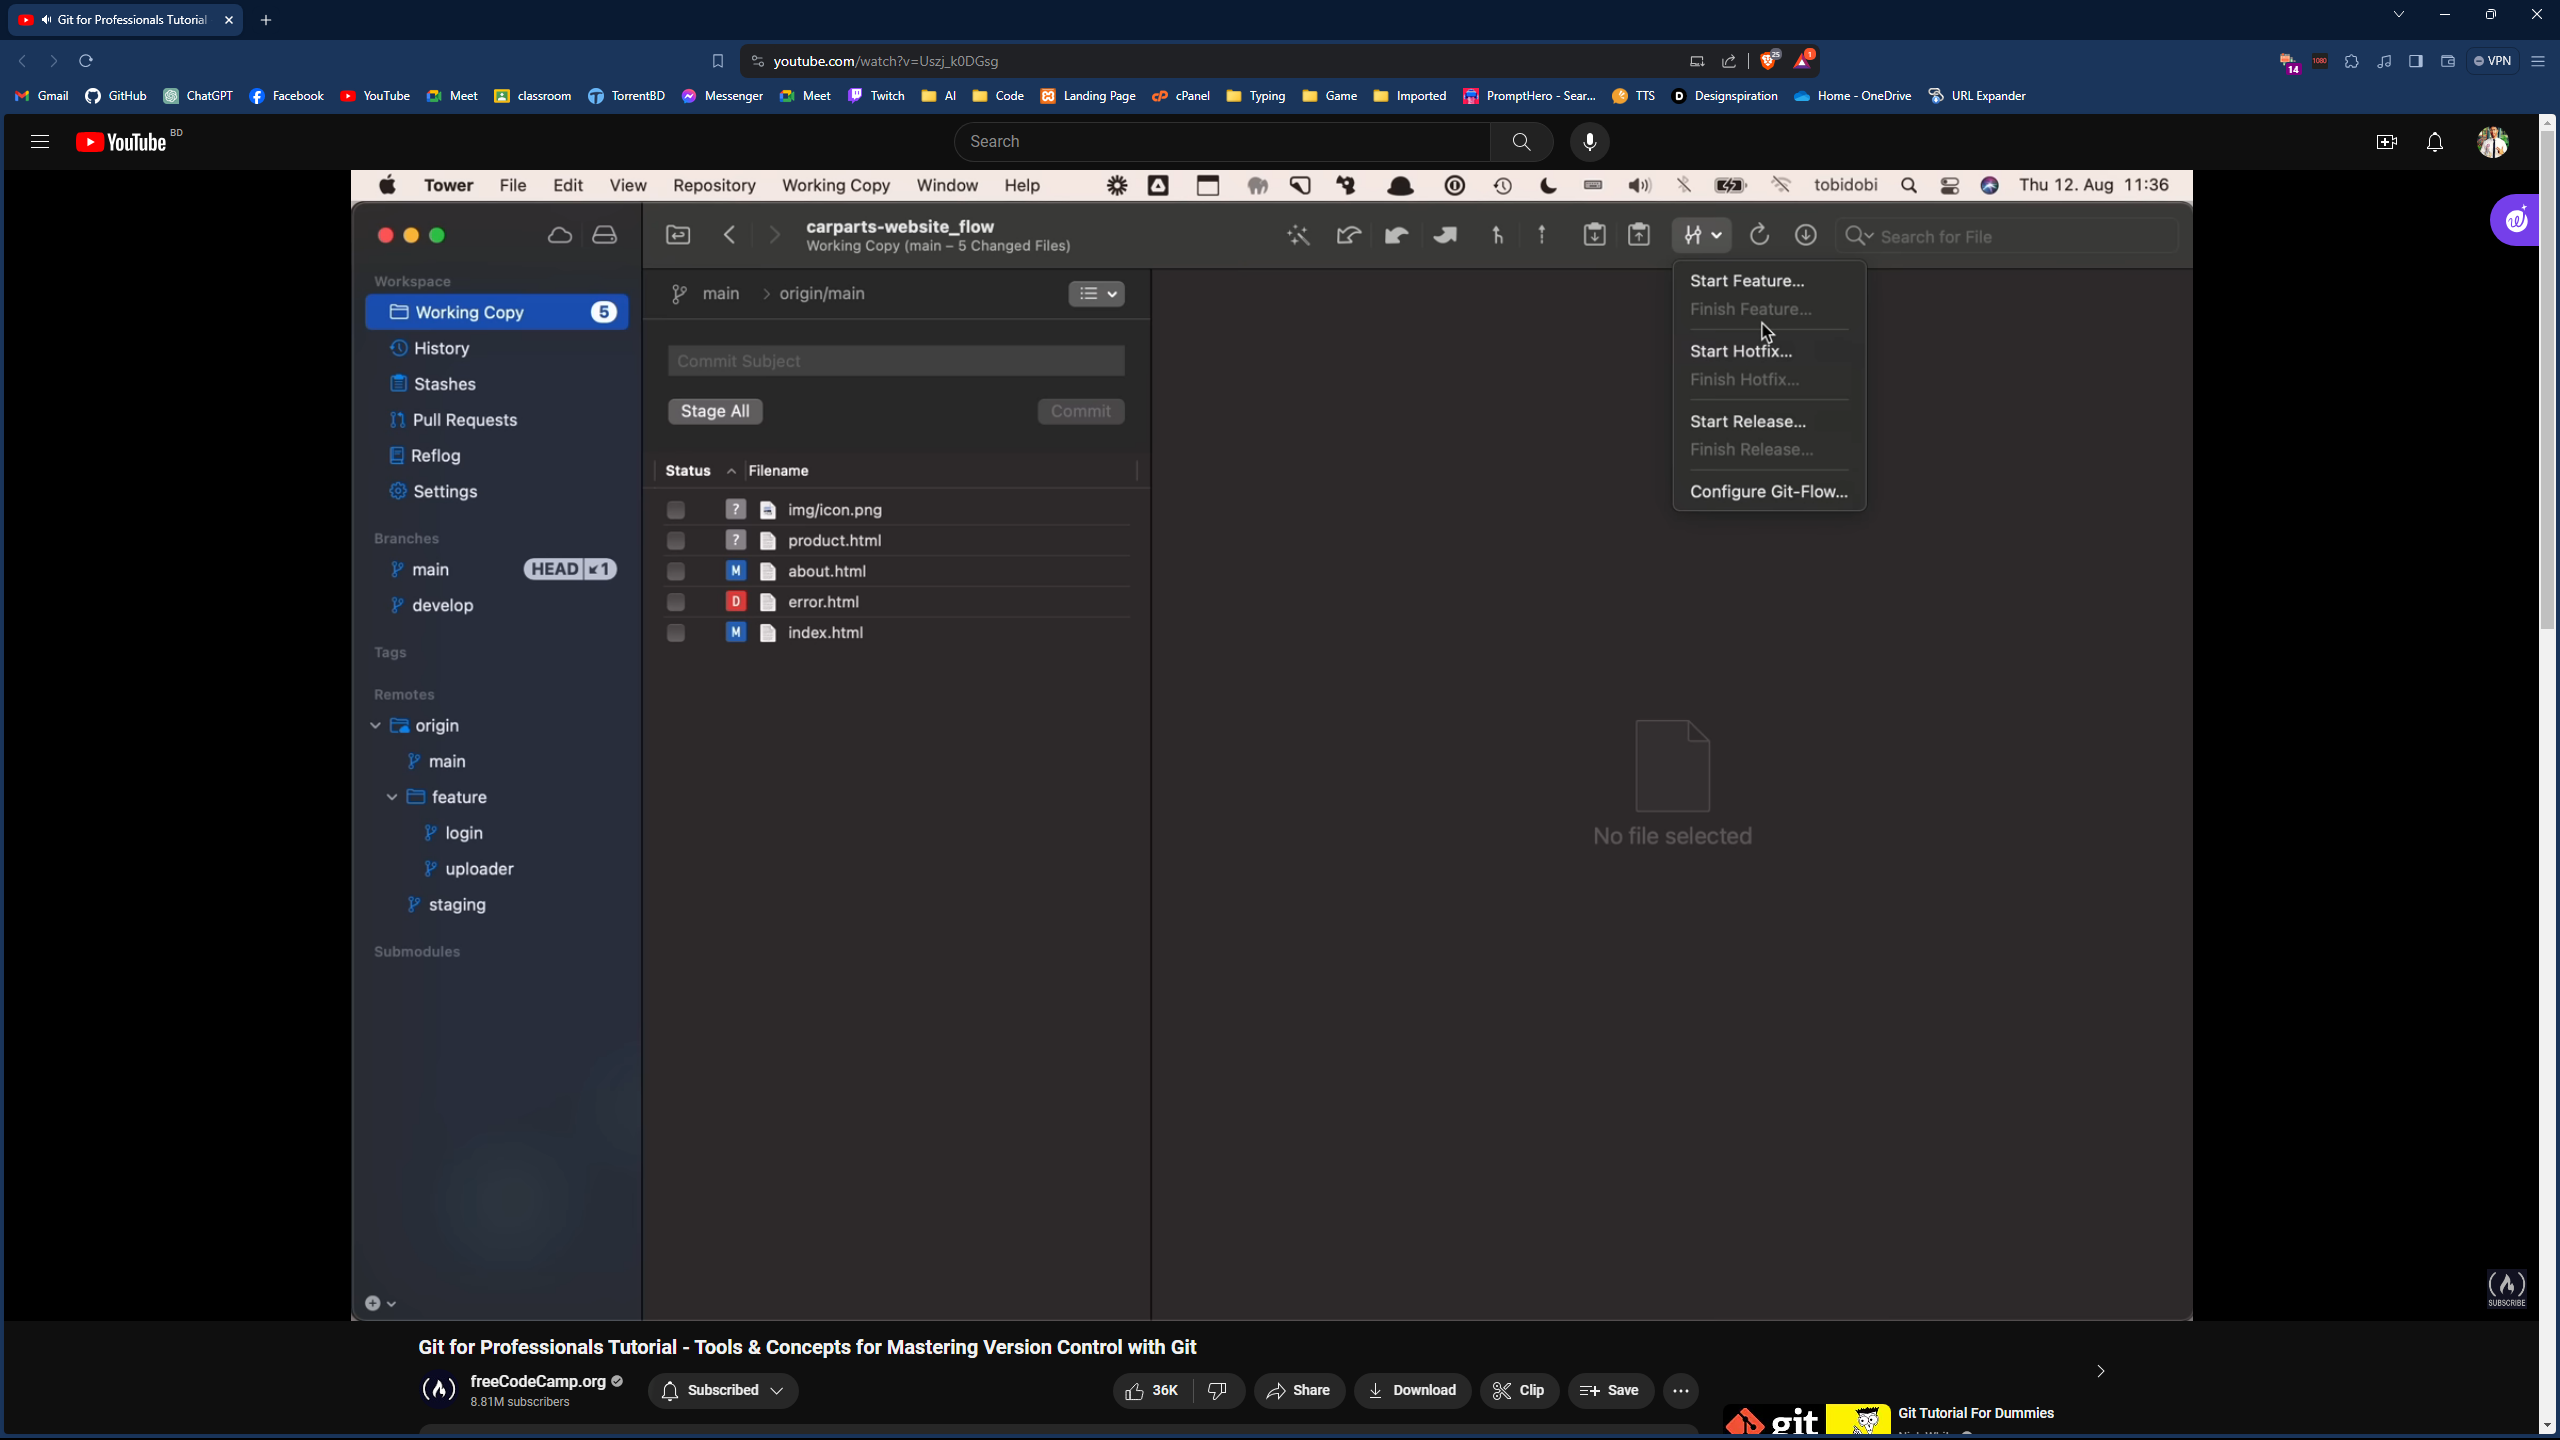 Git for Professionals Tutorial
youtube.com/watch?v=Uszj_k0DGsg
25
1
14
1080
VPN
Gmail GitHub ChatGPT Facebook YouTube Meet classroom TorrentBD Messenger Meet Twitch AI Code Landing Page cPanel Typing Game Imported PromptHero - Sear... TTS Designspiration Home - OneDrive URL Expander
YouTube BD
Search
Tower File Edit View Repository Working Copy Window Help tobidobi Thu 12. Aug 11:36
carparts-website_flow
Working Copy (main – 5 Changed Files)
Search for File
Workspace
Working Copy 5
History
Stashes
Pull Requests
Reflog
Settings
Branches
main HEAD 1
develop
Tags
Remotes
origin
main
feature
login
uploader
staging
Submodules
main origin/main
Commit Subject
Stage All Commit
Status Filename
? img/icon.png
? product.html
M about.html
D error.html
M index.html
Start Feature...
Finish Feature...
Start Hotfix...
Finish Hotfix...
Start Release...
Finish Release...
Configure Git-Flow...
No file selected
SUBSCRIBE
Git for Professionals Tutorial - Tools & Concepts for Mastering Version Control with Git
freeCodeCamp.org
8.81M subscribers
Subscribed
36K Share Download Clip Save
git
Git Tutorial For Dummies